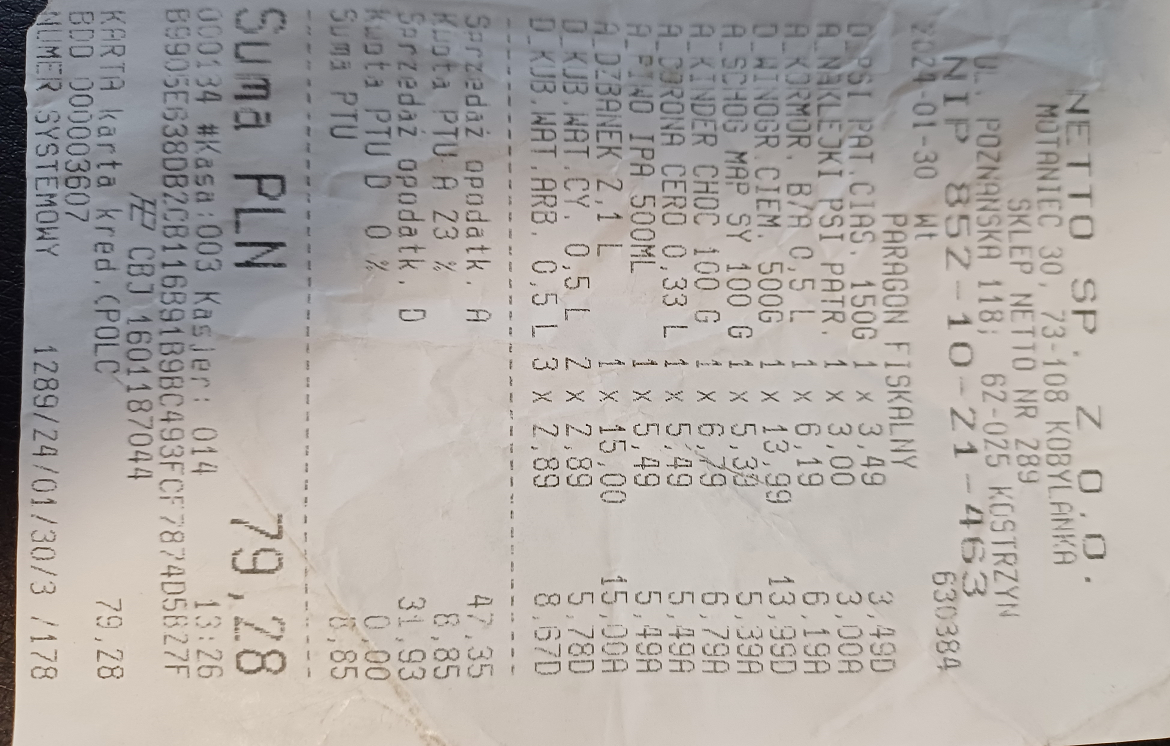 NETTO SP. Z O.O.
MOTANIEC 30, 73-108 KOBYLANKA
SKLEP NETTO NR 289
UL. POZNAŃSKA 118; 62-025 KOSTRZYN
NIP 852-10-21-463
2024-01-30 Wt 630384
PARAGON FISKALNY
D_PSI PAT.CIAS. 150G 1 x 3,49 3,49D
A_NAKLEJKI PSI PATR. 1 x 3,00 3,00A
A_KORMOR. B/A 0,5 L 1 x 6,19 6,19A
D_WINOGR.CIEM. 500G 1 x 13,99 13,99D
A_SCHOG MAP SY 100 G 1 x 5,39 5,39A
A_KINDER CHOC 100 G 1 x 6,79 6,79A
A_CORONA CERO 0,33 L 1 x 5,49 5,49A
A_PIWO IPA 500ML 1 x 5,49 5,49A
A_DZBANEK 2,1 L 1 x 15,00 15,00A
D_KUB.WAT.CY. 0,5 L 2 x 2,89 5,78D
D_KUB.WAT.ARB. 0,5 L 3 x 2,89 8,67D
Sprzedaż opodatk. A 47,35
Kwota PTU A 23 % 8,85
Sprzedaż opodatk. D 31,93
Kwota PTU D 0 % 0,00
Suma PTU 8,85
Suma PLN 79,28
000134 #Kasa:003 Kasjer: 014 13:26
B9905E638DB2CB116B91B9BC493FCF7874D5B27F
CBJ 1601187044
KARTA karta kred.(POLC 79,28
BDO 000003607
NUMER SYSTEMOWY 1289/24/01/30/3 /178